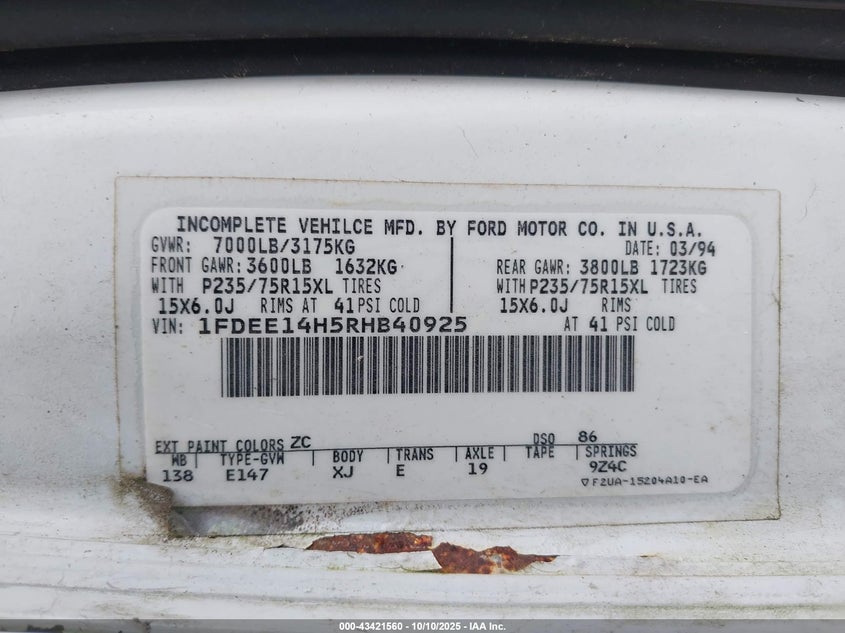 INCOMPLETE VEHILCE MFD. BY FORD MOTOR CO. IN U.S.A.
GVWR: 7000LB/3175KG DATE: 03/94
FRONT GAWR: 3600LB 1632KG REAR GAWR: 3800LB 1723KG
WITH P235/75R15XL TIRES WITH P235/75R15XL TIRES
15X6.0J RIMS AT 41 PSI COLD 15X6.0J RIMS
VIN: 1FDEE14H5RHB40925 AT 41 PSI COLD
EXT PAINT COLORS ZC DSO 86
WB TYPE-GVW BODY TRANS AXLE TAPE SPRINGS
138 E147 XJ E 19 9Z4C
▽F2UA-15204A10-EA
000-43421560 - 10/10/2025 - IAA Inc.